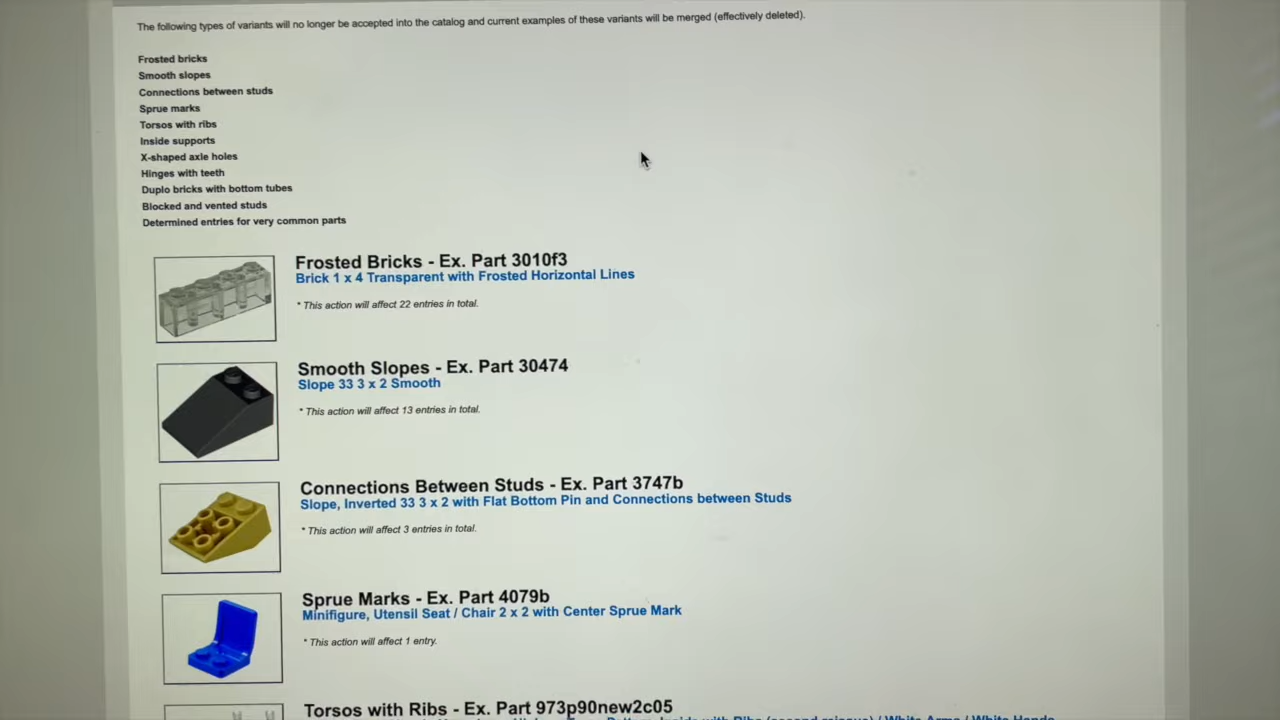 The following types of variants will no longer be accepted into the catalog and current examples of these variants will be merged (effectively deleted).
Frosted bricks
Smooth slopes
Connections between studs
Sprue marks
Torsos with ribs
Inside supports
X-shaped axle holes
Hinges with teeth
Duplo bricks with bottom tubes
Blocked and vented studs
Determined entries for very common parts
Frosted Bricks - Ex. Part 3010f3
Brick 1 x 4 Transparent with Frosted Horizontal Lines
* This action will affect 22 entries in total.
Smooth Slopes - Ex. Part 30474
Slope 33 3 x 2 Smooth
* This action will affect 13 entries in total.
Connections Between Studs - Ex. Part 3747b
Slope, Inverted 33 3 x 2 with Flat Bottom Pin and Connections between Studs
* This action will affect 3 entries in total.
Sprue Marks - Ex. Part 4079b
Minifigure, Utensil Seat / Chair 2 x 2 with Center Sprue Mark
* This action will affect 1 entry.
Torsos with Ribs - Ex. Part 973p90new2c05